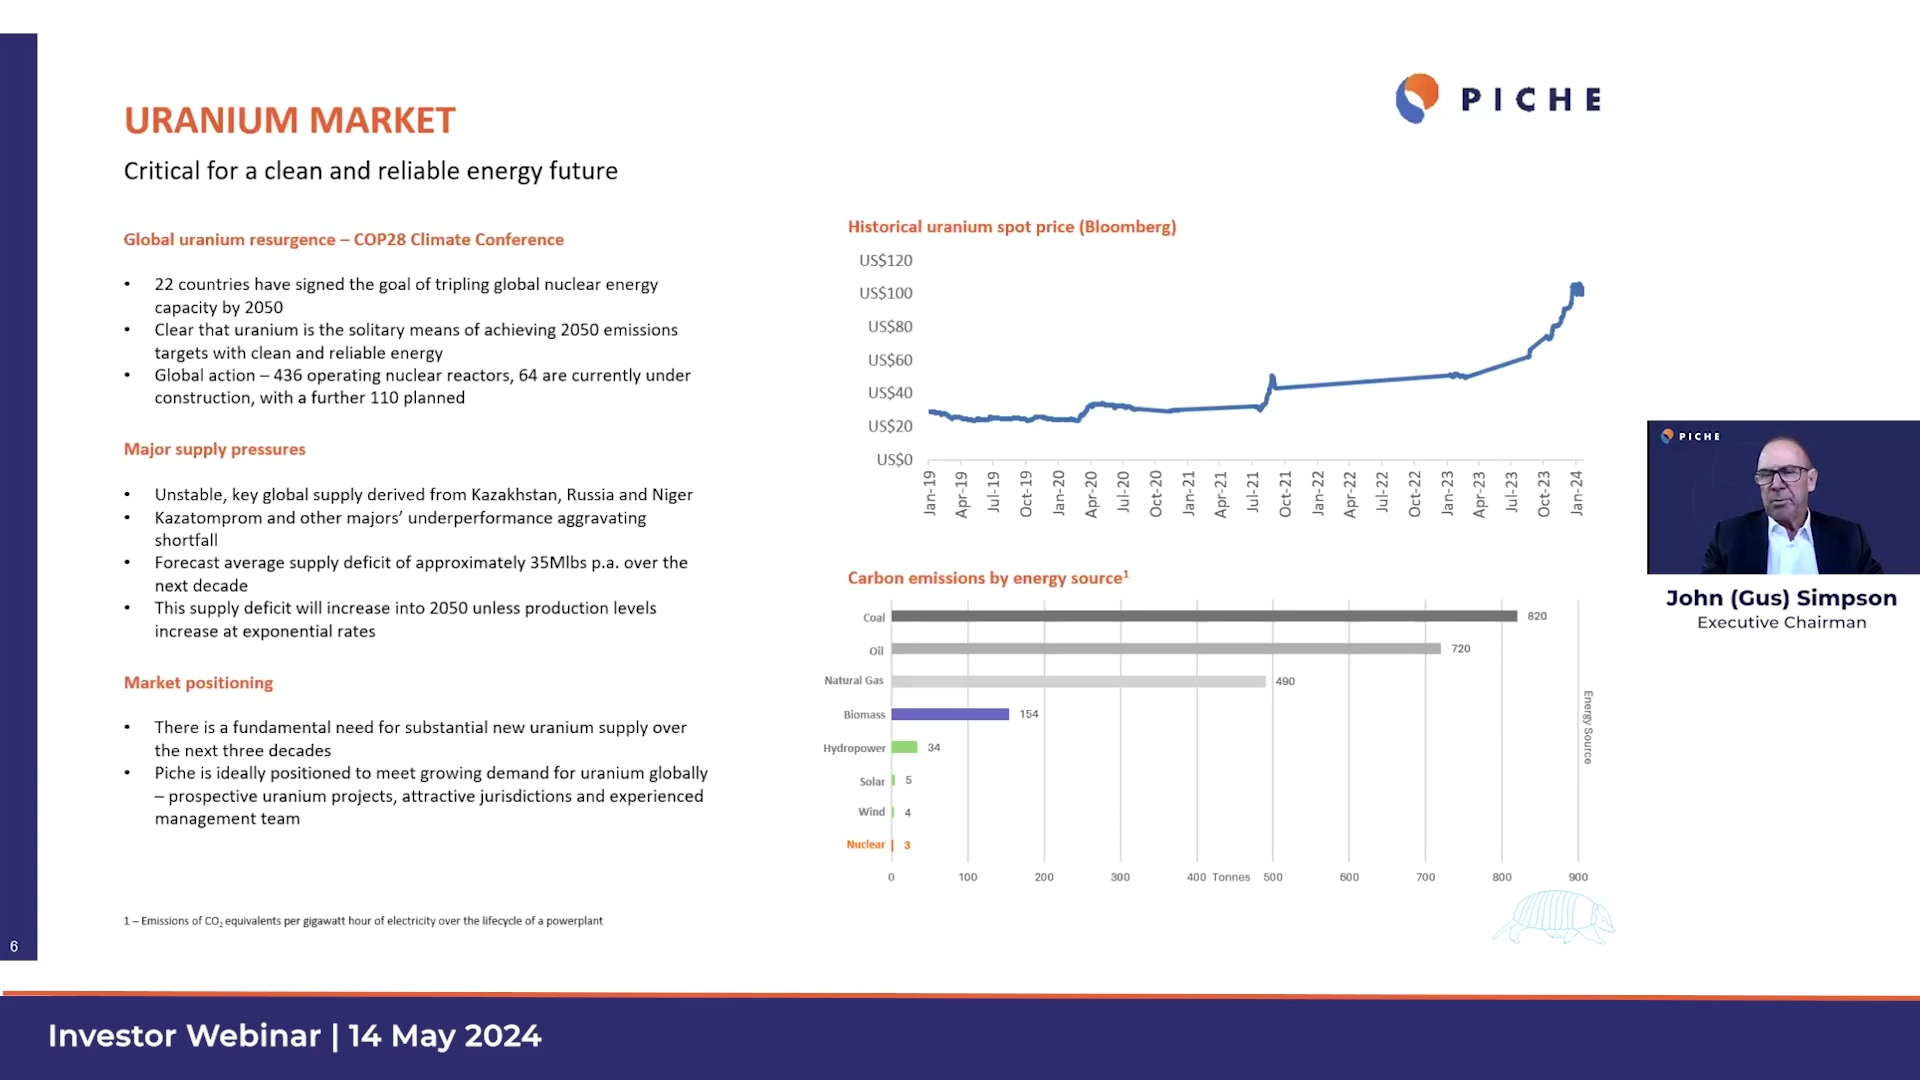 PICHE
URANIUM MARKET
Critical for a clean and reliable energy future
Global uranium resurgence – COP28 Climate Conference
• 22 countries have signed the goal of tripling global nuclear energy
capacity by 2050
• Clear that uranium is the solitary means of achieving 2050 emissions
targets with clean and reliable energy
• Global action – 436 operating nuclear reactors, 64 are currently under
construction, with a further 110 planned
Major supply pressures
• Unstable, key global supply derived from Kazakhstan, Russia and Niger
• Kazatomprom and other majors’ underperformance aggravating
shortfall
• Forecast average supply deficit of approximately 35Mlbs p.a. over the
next decade
• This supply deficit will increase into 2050 unless production levels
increase at exponential rates
Market positioning
• There is a fundamental need for substantial new uranium supply over
the next three decades
• Piche is ideally positioned to meet growing demand for uranium globally
– prospective uranium projects, attractive jurisdictions and experienced
management team
1 – Emissions of CO₂ equivalents per gigawatt hour of electricity over the lifecycle of a powerplant
6
Historical uranium spot price (Bloomberg)
US$120
US$100
US$80
US$60
US$40
US$20
US$0
Jan-19 Apr-19 Jul-19 Oct-19 Jan-20 Apr-20 Jul-20 Oct-20 Jan-21 Apr-21 Jul-21 Oct-21 Jan-22 Apr-22 Jul-22 Oct-22 Jan-23 Apr-23 Jul-23 Oct-23 Jan-24
Carbon emissions by energy source¹
Coal 820
Oil 720
Natural Gas 490
Biomass 154
Hydropower 34
Solar 5
Wind 4
Nuclear 3
0 100 200 300 400 Tonnes 500 600 700 800 900
Energy Source
PICHE
John (Gus) Simpson
Executive Chairman
Investor Webinar | 14 May 2024